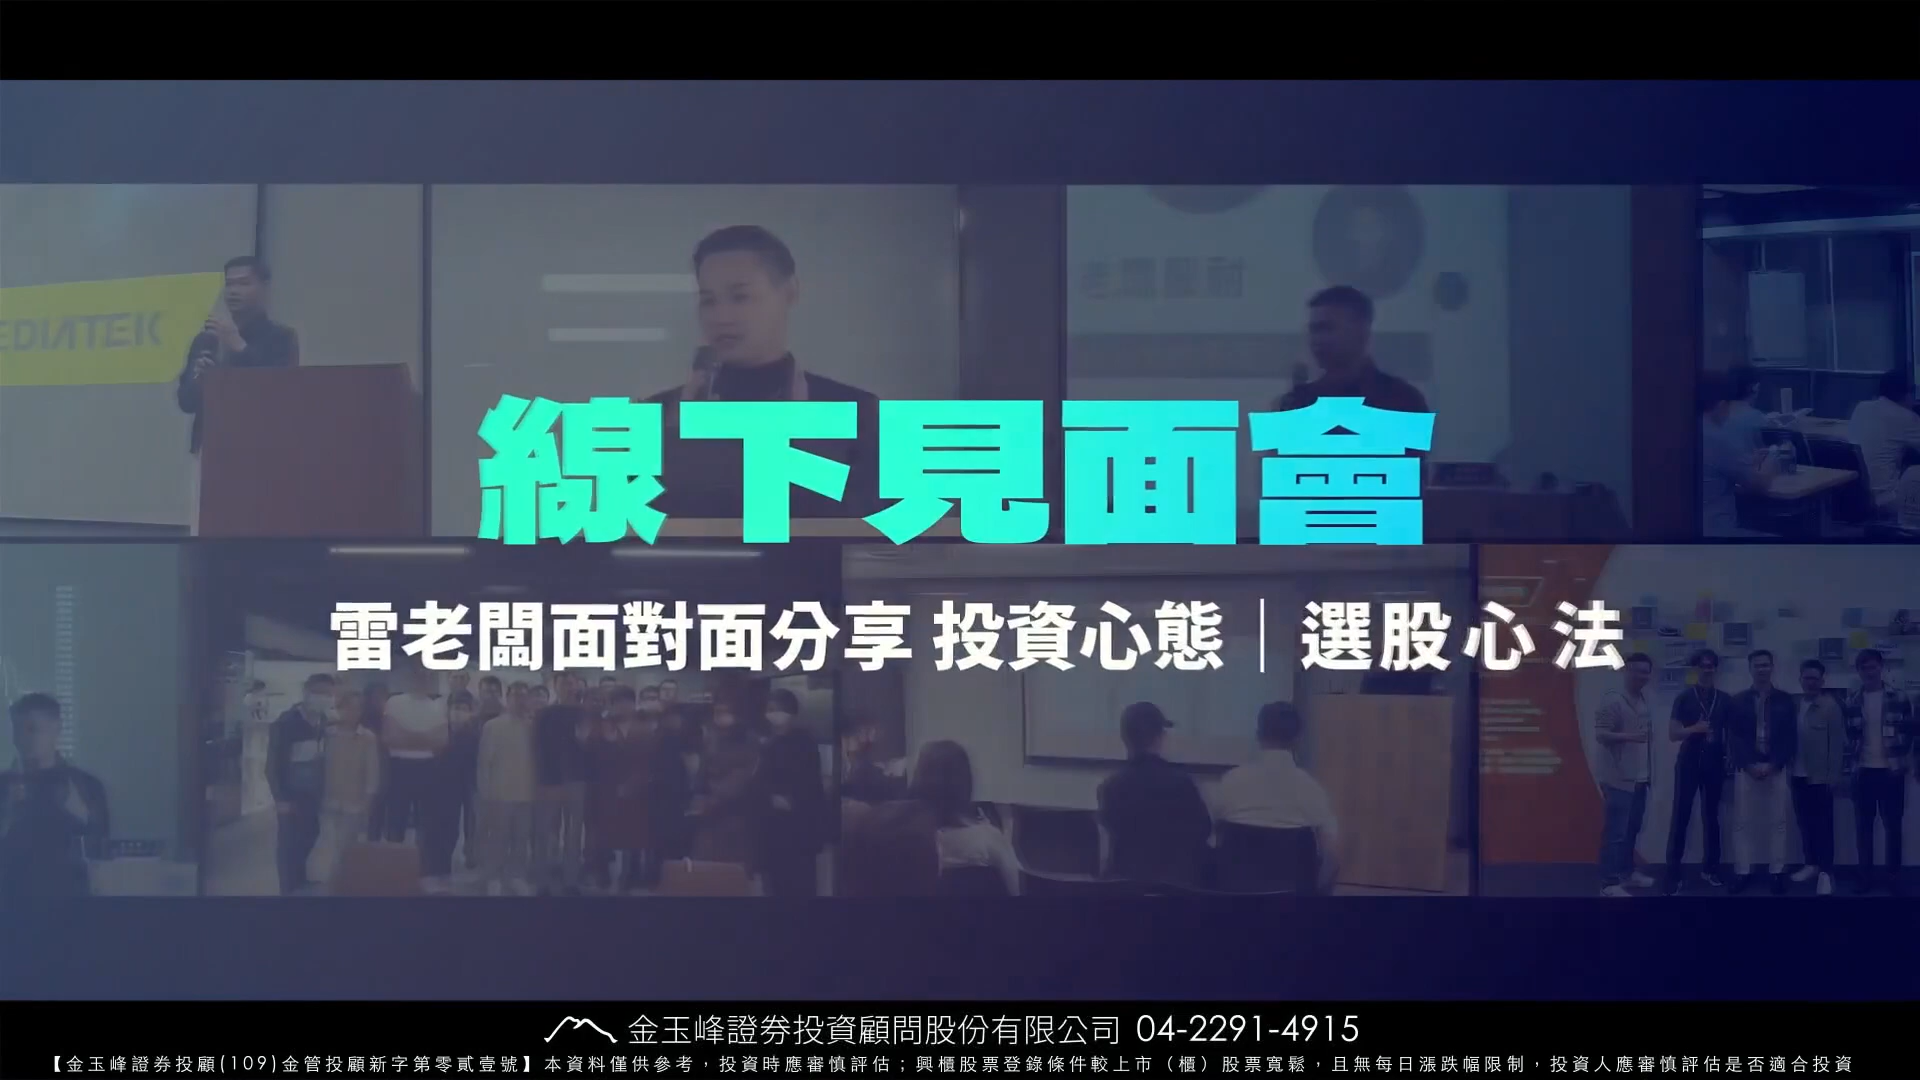 EDIATEK
線下見面會
雷老闆面對面分享 投資心態｜選股心法
金玉峰證券投資顧問股份有限公司 04-2291-4915
【金玉峰證券投顧(109)金管投顧新字第零貳壹號】本資料僅供參考，投資時應審慎評估；興櫃股票登錄條件較上市（櫃）股票寬鬆，且無每日漲跌幅限制，投資人應審慎評估是否適合投資